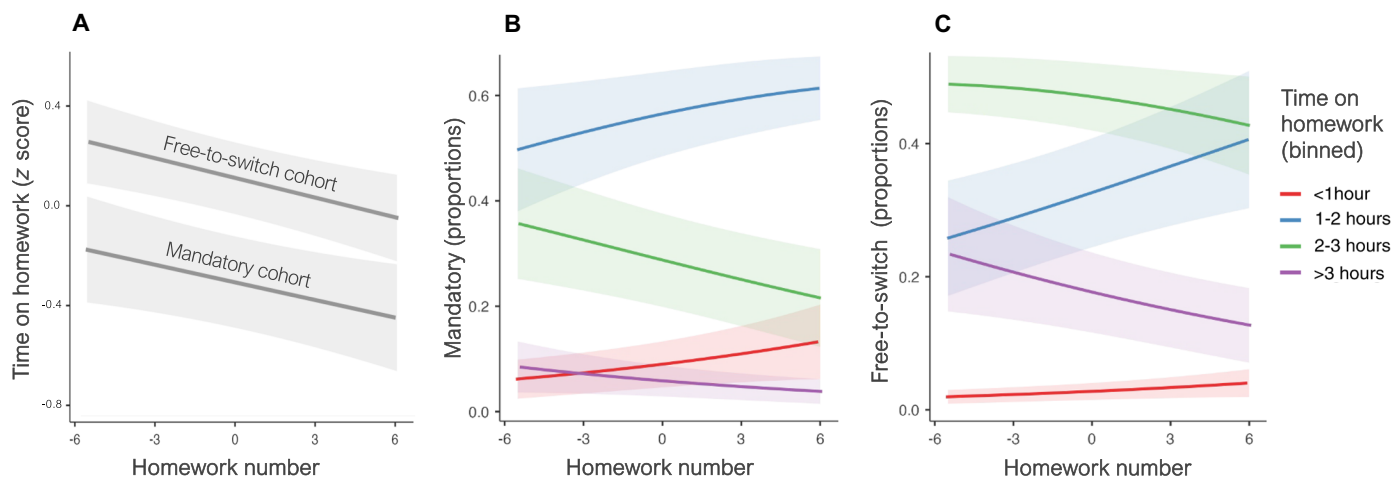 A
Time on homework (z score)
0.4
0.0
-0.4
-0.8
Free-to-switch cohort
Mandatory cohort
-6 -3 0 3 6
Homework number
B
Mandatory (proportions)
0.6
0.4
0.2
0.0
-6 -3 0 3 6
Homework number
C
Free-to-switch (proportions)
0.4
0.2
0.0
-6 -3 0 3 6
Homework number
Time on
homework
(binned)
<1hour
1-2 hours
2-3 hours
>3 hours